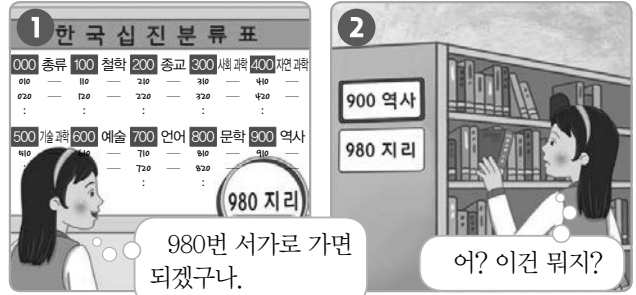 1
한국십진분류표
000 총류 100 철학 200 종교 300 사회 과학 400 자연 과학
010 — 110 — 210 — 310 — 410 —
020 — 120 — 220 — 320 — 420 —
: : : : :
500 기술 과학 600 예술 700 언어 800 문학 900 역사
510 610 — 710 — 810 — 910 —
: 720 — 820 —
: :
980 지리
980번 서가로 가면
되겠구나.
2
900 역사
980 지리
어? 이건 뭐지?